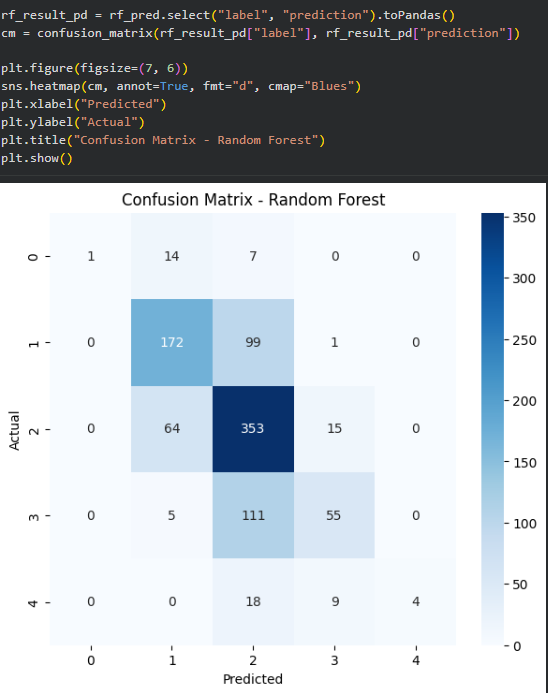 rf_result_pd = rf_pred.select("label", "prediction").toPandas()
cm = confusion_matrix(rf_result_pd["label"], rf_result_pd["prediction"])
plt.figure(figsize=(7, 6))
sns.heatmap(cm, annot=True, fmt="d", cmap="Blues")
plt.xlabel("Predicted")
plt.ylabel("Actual")
plt.title("Confusion Matrix - Random Forest")
plt.show()
Confusion Matrix - Random Forest
0 1 14 7 0 0
1 0 172 99 1 0
2 0 64 353 15 0
3 0 5 111 55 0
4 0 0 18 9 4
0 1 2 3 4
Predicted
Actual
350
300
250
200
150
100
50
0